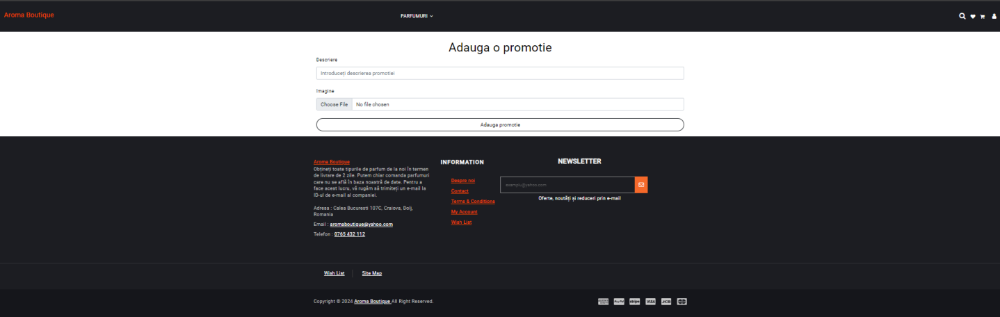 Aroma Boutique
PARFUMURI
Adauga o promotie
Descriere
Introduceți descrierea promotiei
Imagine
Choose File No file chosen
Adauga promotie
Aroma Boutique
Obțineți toate tipurile de parfum de la noi în termen
de livrare de 2 zile. Putem chiar comanda parfumuri
care nu se află în baza noastră de date. Pentru a
face acest lucru, vă rugăm să trimiteți un e-mail la
ID-ul de e-mail al companiei.
Adresa : Calea Bucuresti 107C, Craiova, Dolj,
Romania
Email : aromaboutique@yahoo.com
Telefon : 0765 432 112
INFORMATION
Despre noi
Contact
Terms & Conditions
My Account
Wish List
NEWSLETTER
exemplu@yahoo.com
Oferte, noutăți și reduceri prin e-mail
Wish List
Site Map
Copyright © 2024 Aroma Boutique All Right Reserved.
PayPal stripe VISA JCB